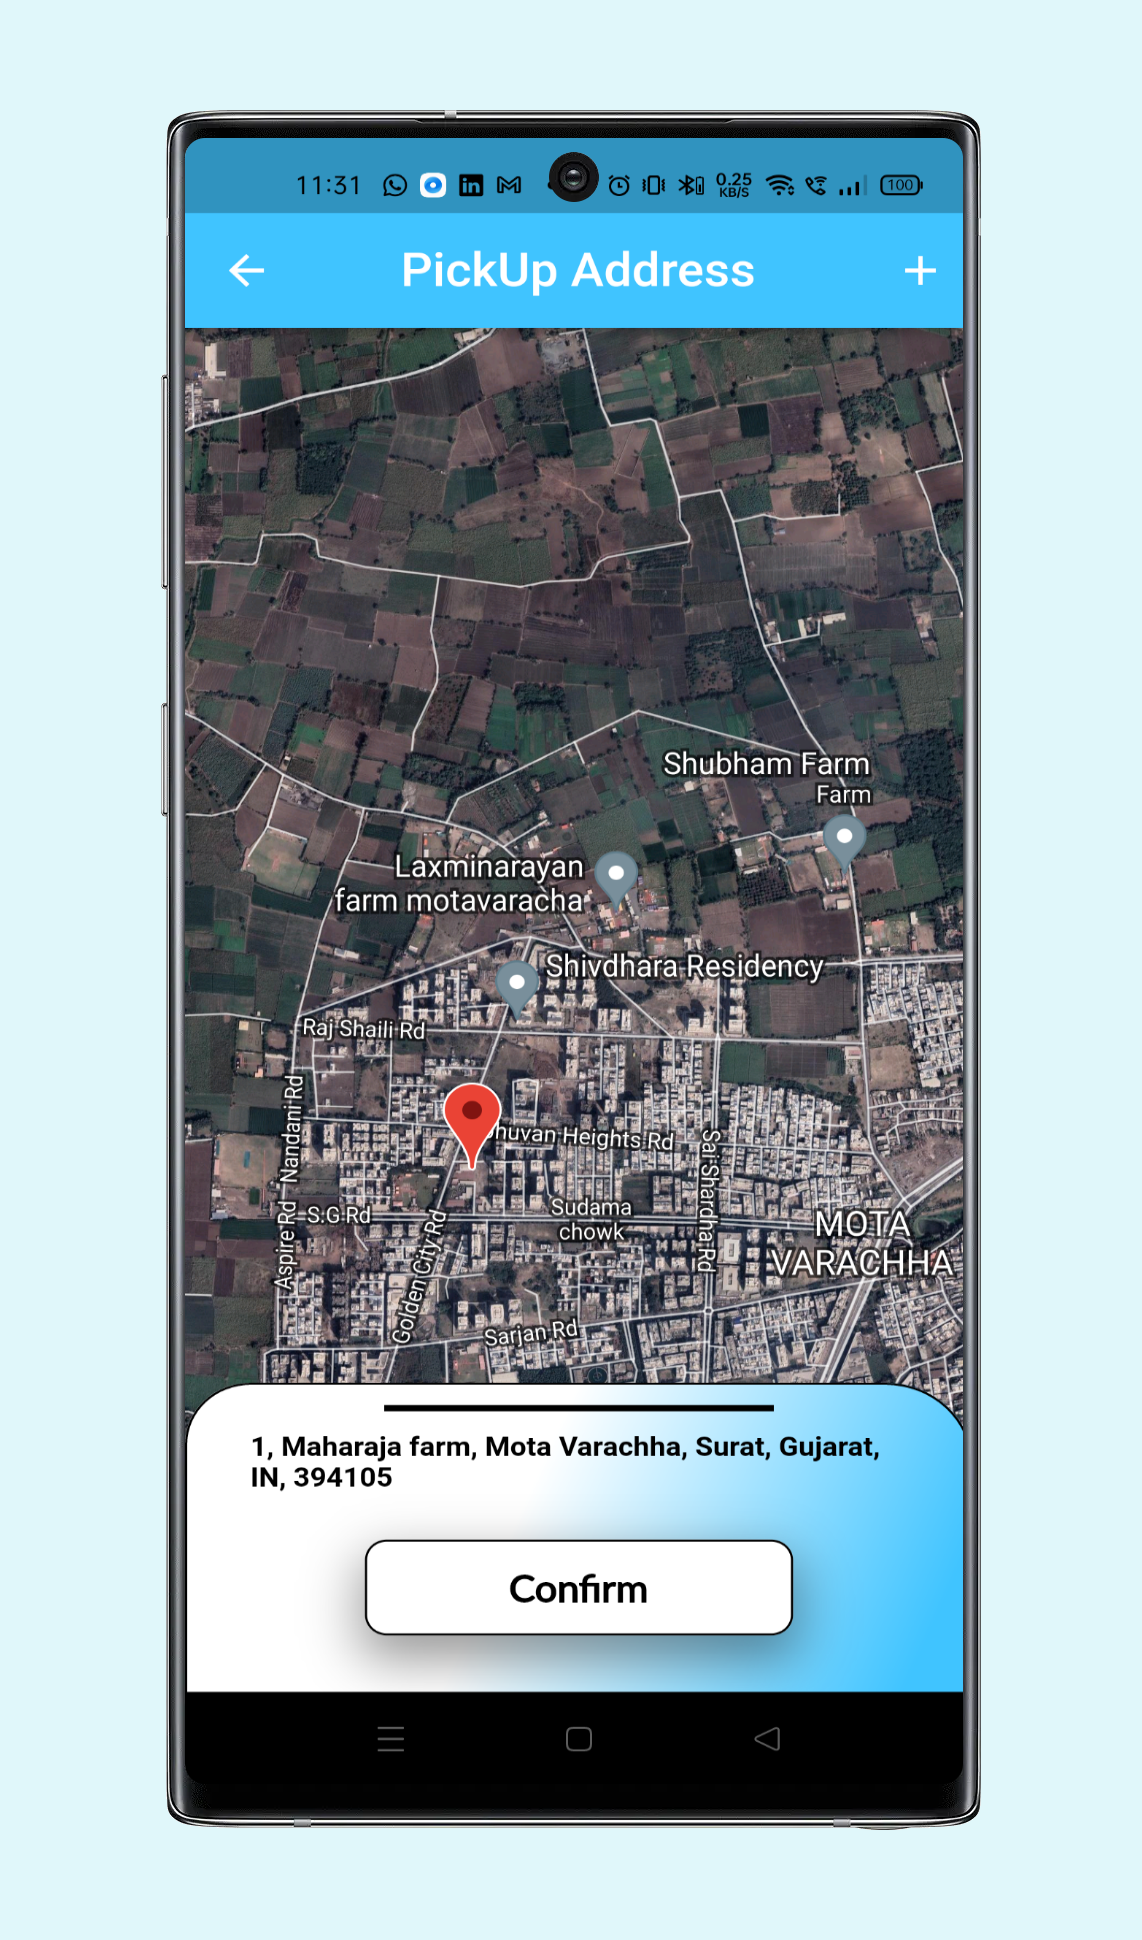 11:31
0.25
KB/S
100
PickUp Address
Shubham Farm
Farm
Laxminarayan
farm motavaracha
Shivdhara Residency
Raj Shaili Rd
Nandani Rd
Heights Rd
Sai Shardha Rd
Aspire Rd
S.G Rd
Golden City Rd
Sudama
chowk
MOTA
VARACHHA
Sarjan Rd
1, Maharaja farm, Mota Varachha, Surat, Gujarat,
IN, 394105
Confirm